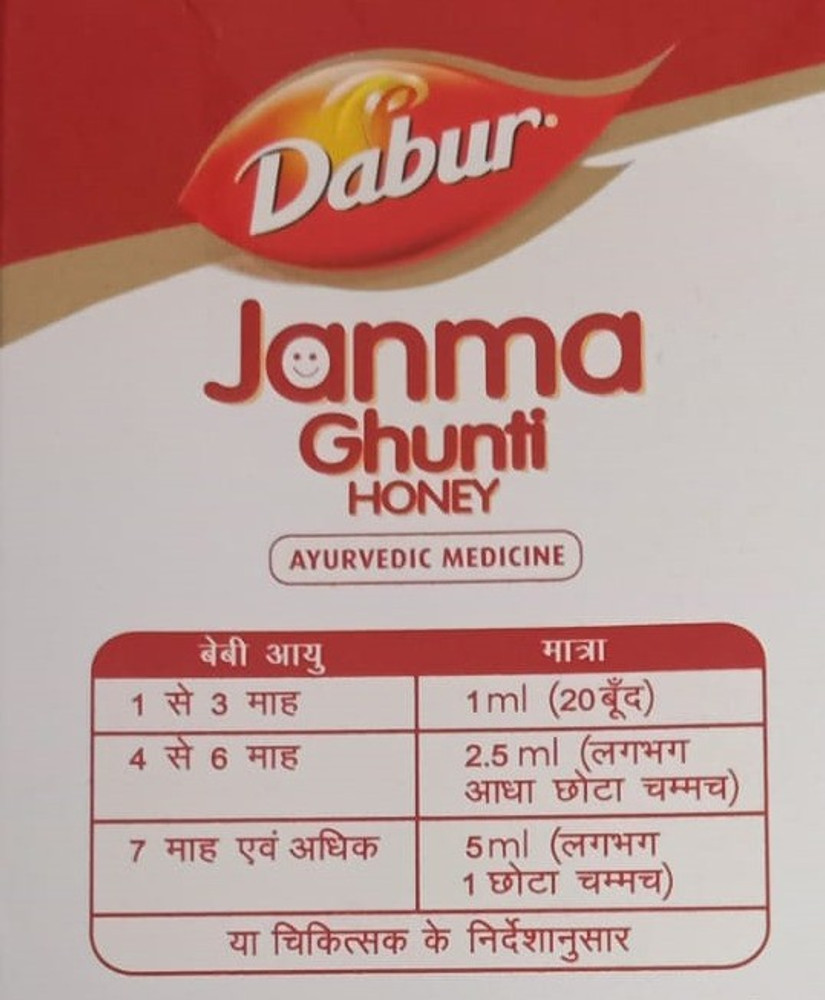 Dabur
Janma
Ghunti
HONEY
AYURVEDIC MEDICINE
बेबी आयु मात्रा
1 से 3 माह 1ml (20बूँद)
4 से 6 माह 2.5 ml (लगभग
आधा छोटा चम्मच)
7 माह एवं अधिक 5ml (लगभग
1 छोटा चम्मच)
या चिकित्सक के निर्देशानुसार